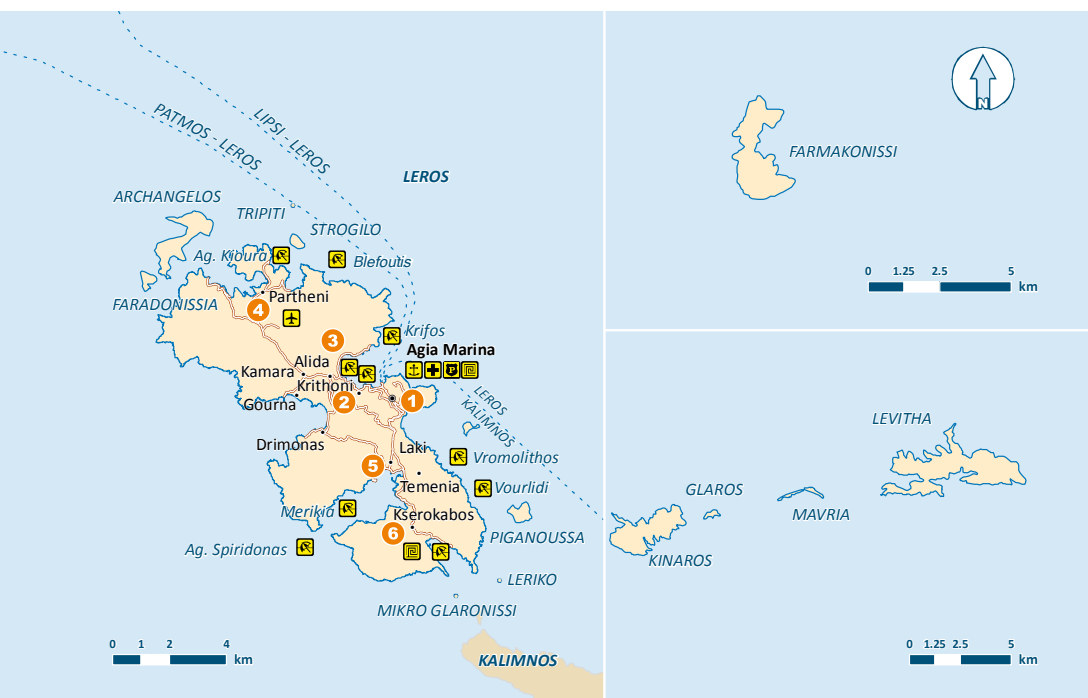 PATMOS - LEROS
LIPSI - LEROS
LEROS
ARCHANGELOS
TRIPITI
STROGILO
Ag. Kioura
Blefoutis
FARADONISSIA
Partheni
4
3
Krifos
Agia Marina
Alida
Kamara
Krithoni
Gourna
2
1
LEROS
KALIMNOS
Drimonas
Laki
5
Vromolithos
Temenia
Vourlidi
Merikia
Kserokabos
6
PIGANOUSSA
Ag. Spiridonas
LERIKO
MIKRO GLARONISSI
KALIMNOS
0 1 2 4
km
N
FARMAKONISSI
0 1.25 2.5 5
km
LEVITHA
GLAROS
MAVRIA
KINAROS
0 1.25 2.5 5
km